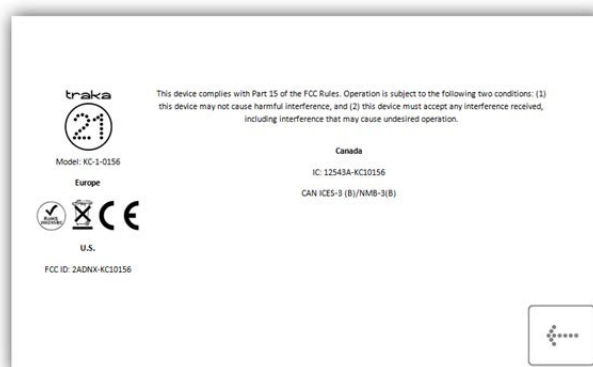 traka
21
Model: KC-1-0156
Europe
CE
U.S.
FCC ID: 2ADNX-KC10156
This device complies with Part 15 of the FCC Rules. Operation is subject to the following two conditions: (1)
this device may not cause harmful interference, and (2) this device must accept any interference received,
including interference that may cause undesired operation.
Canada
IC: 12543A-KC10156
CAN ICES-3 (B)/NMB-3(B)